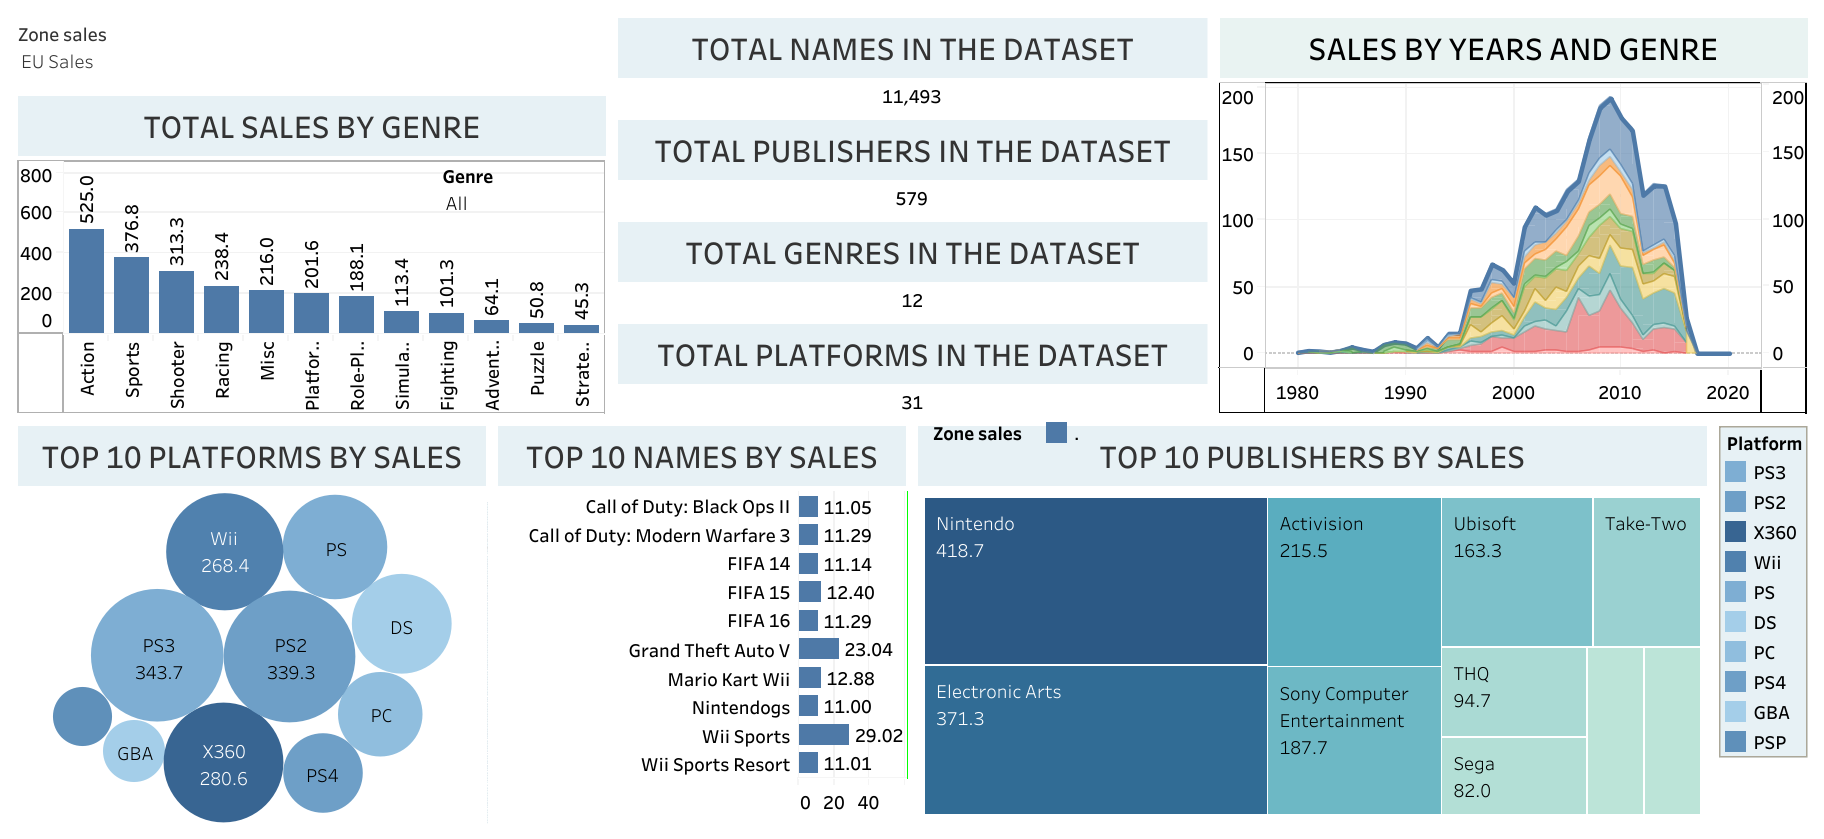 Zone sales
EU Sales
TOTAL SALES BY GENRE
800
600
400
200
0
Genre
All
525.0
376.8
313.3
238.4
216.0
201.6
188.1
113.4
101.3
64.1
50.8
45.3
Action
Sports
Shooter
Racing
Misc
Platfor..
Role-Pl..
Simula..
Fighting
Advent..
Puzzle
Strate..
TOTAL NAMES IN THE DATASET
11,493
TOTAL PUBLISHERS IN THE DATASET
579
TOTAL GENRES IN THE DATASET
12
TOTAL PLATFORMS IN THE DATASET
31
SALES BY YEARS AND GENRE
200 200
150 150
100 100
50 50
0 0
1980 1990 2000 2010 2020
TOP 10 PLATFORMS BY SALES
Wii
268.4
PS
DS
PS3
343.7
PS2
339.3
PC
GBA
X360
280.6
PS4
TOP 10 NAMES BY SALES
Call of Duty: Black Ops II 11.05
Call of Duty: Modern Warfare 3 11.29
FIFA 14 11.14
FIFA 15 12.40
FIFA 16 11.29
Grand Theft Auto V 23.04
Mario Kart Wii 12.88
Nintendogs 11.00
Wii Sports 29.02
Wii Sports Resort 11.01
0 20 40
Zone sales .
TOP 10 PUBLISHERS BY SALES
Nintendo
418.7
Electronic Arts
371.3
Activision
215.5
Sony Computer
Entertainment
187.7
Ubisoft
163.3
Take-Two
THQ
94.7
Sega
82.0
Platform
PS3
PS2
X360
Wii
PS
DS
PC
PS4
GBA
PSP